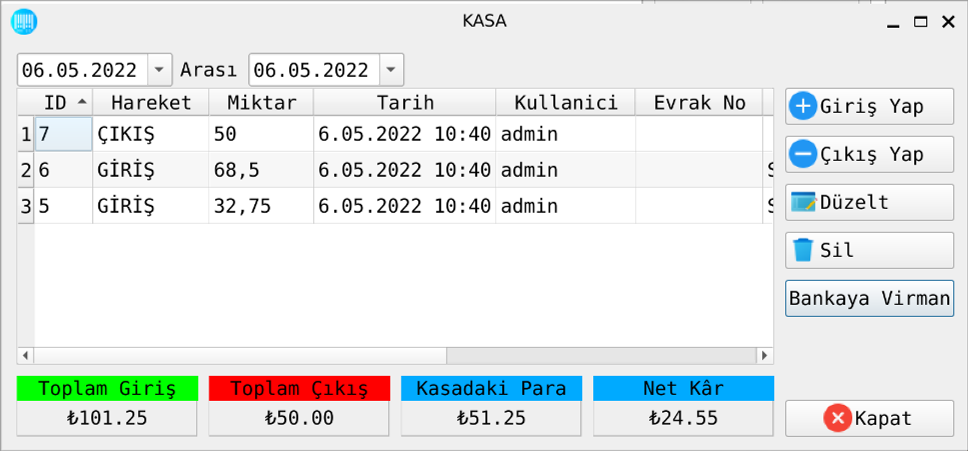 KASA
06.05.2022 Arası 06.05.2022
ID Hareket Miktar Tarih Kullanici Evrak No
1 7 ÇIKIŞ 50 6.05.2022 10:40 admin
2 6 GİRİŞ 68,5 6.05.2022 10:40 admin
3 5 GİRİŞ 32,75 6.05.2022 10:40 admin
Giriş Yap
Çıkış Yap
Düzelt
Sil
Bankaya Virman
Toplam Giriş Toplam Çıkış Kasadaki Para Net Kâr
₺101.25 ₺50.00 ₺51.25 ₺24.55
Kapat